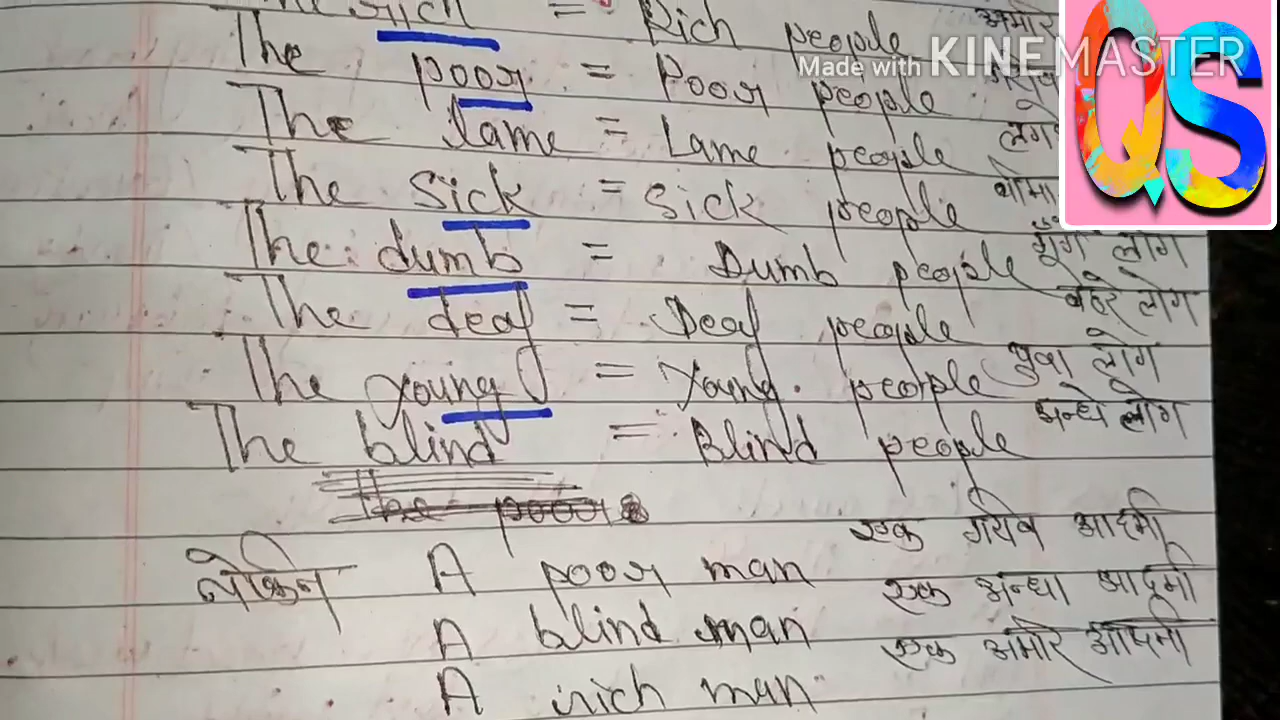 The rich = Rich people अमीर
The poor = Poor people
The lame = Lame people
The sick = Sick people
The dumb = Dumb people गूँगे लोग
The deaf = Deaf people बहरे लोग
The young = Young people युवा लोग
The blind = Blind people अन्धे लोग
The poor
लेकिन A poor man एक गरीब आदमी
A blind man एक अन्धा आदमी
A rich man एक अमीर आदमी
Made with KINEMASTER
QS